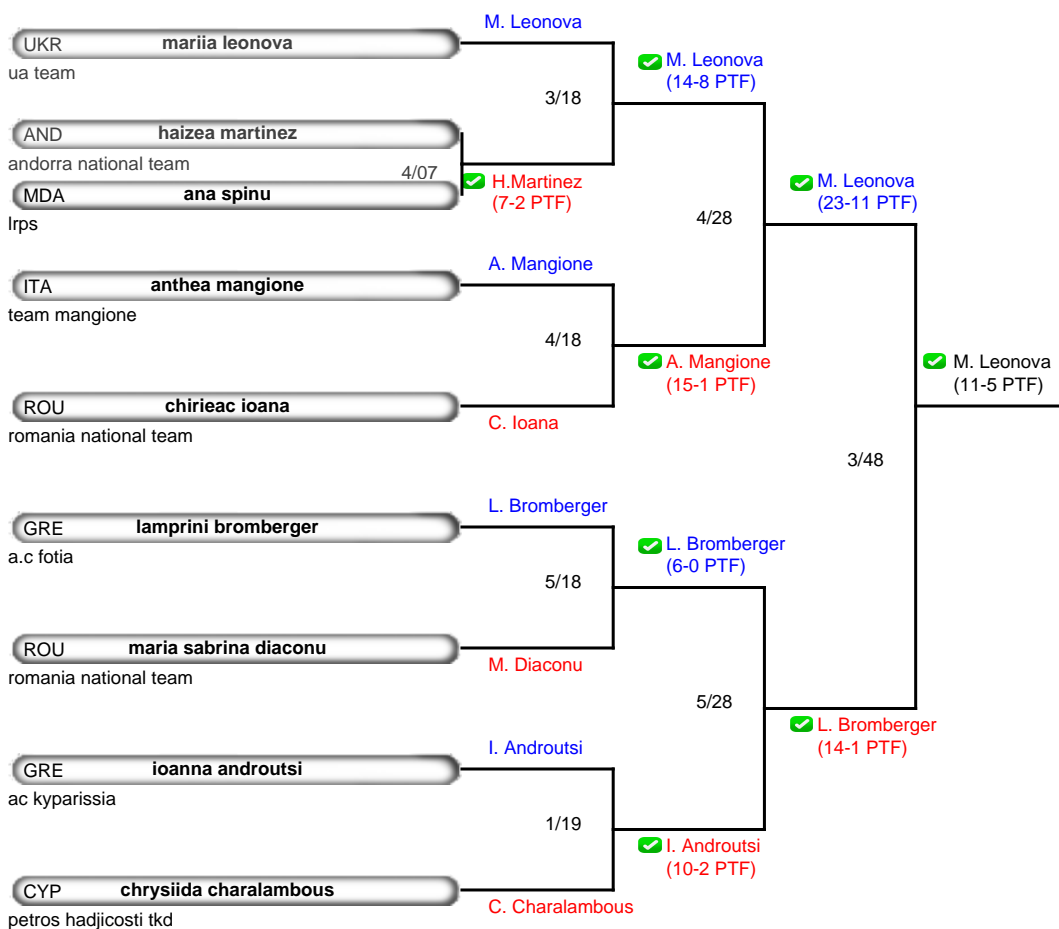 M. Leonova
UKR mariia leonova
ua team
M. Leonova
(14-8 PTF)
3/18
AND haizea martinez
andorra national team
4/07
H.Martinez
(7-2 PTF)
MDA ana spinu
lrps
M. Leonova
(23-11 PTF)
4/28
A. Mangione
ITA anthea mangione
team mangione
4/18
A. Mangione
(15-1 PTF)
M. Leonova
(11-5 PTF)
ROU chirieac ioana
romania national team
C. Ioana
3/48
L. Bromberger
GRE lamprini bromberger
a.c fotia
L. Bromberger
(6-0 PTF)
5/18
ROU maria sabrina diaconu
romania national team
M. Diaconu
5/28
L. Bromberger
(14-1 PTF)
I. Androutsi
GRE ioanna androutsi
ac kyparissia
1/19
I. Androutsi
(10-2 PTF)
CYP chrysiida charalambous
petros hadjicosti tkd
C. Charalambous